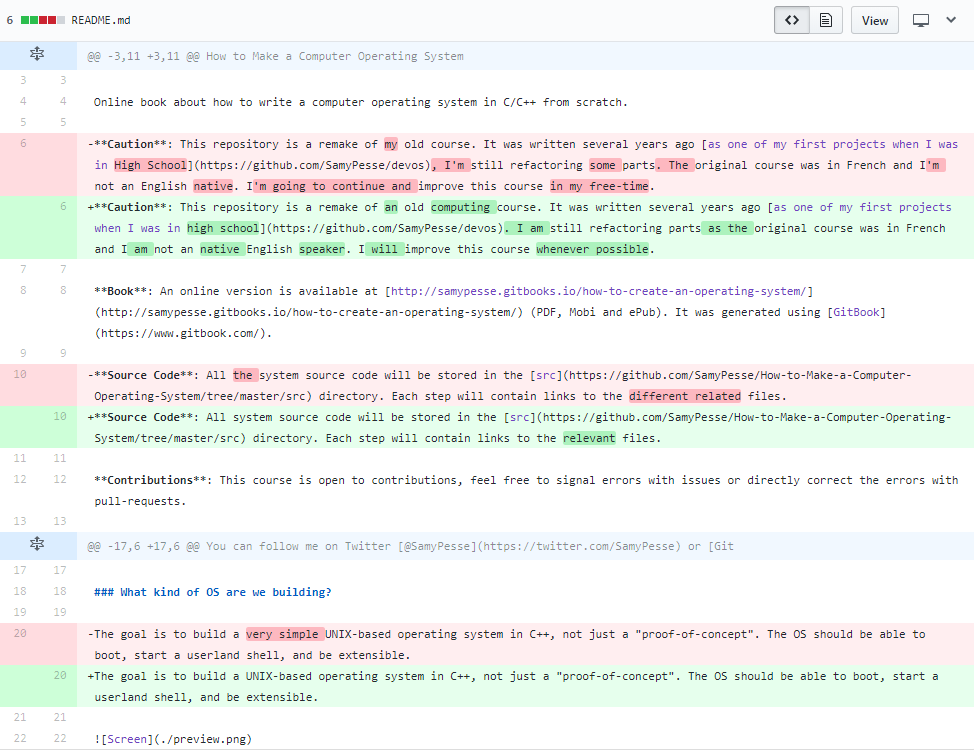 6 README.md View
@@ -3,11 +3,11 @@ How to Make a Computer Operating System
3 3
4 4 Online book about how to write a computer operating system in C/C++ from scratch.
5 5
6 -**Caution**: This repository is a remake of my old course. It was written several years ago [as one of my first projects when I was
in High School](https://github.com/SamyPesse/devos), I'm still refactoring some parts. The original course was in French and I'm
not an English native. I'm going to continue and improve this course in my free-time.
6 +**Caution**: This repository is a remake of an old computing course. It was written several years ago [as one of my first projects
when I was in high school](https://github.com/SamyPesse/devos). I am still refactoring parts as the original course was in French
and I am not an native English speaker. I will improve this course whenever possible.
7 7
8 8 **Book**: An online version is available at [http://samypesse.gitbooks.io/how-to-create-an-operating-system/]
(http://samypesse.gitbooks.io/how-to-create-an-operating-system/) (PDF, Mobi and ePub). It was generated using [GitBook]
(https://www.gitbook.com/).
9 9
10 -**Source Code**: All the system source code will be stored in the [src](https://github.com/SamyPesse/How-to-Make-a-Computer-
Operating-System/tree/master/src) directory. Each step will contain links to the different related files.
10 +**Source Code**: All system source code will be stored in the [src](https://github.com/SamyPesse/How-to-Make-a-Computer-Operating-
System/tree/master/src) directory. Each step will contain links to the relevant files.
11 11
12 12 **Contributions**: This course is open to contributions, feel free to signal errors with issues or directly correct the errors with
pull-requests.
13 13
@@ -17,6 +17,6 @@ You can follow me on Twitter [@SamyPesse](https://twitter.com/SamyPesse) or [Git
17 17
18 18 ### What kind of OS are we building?
19 19
20 -The goal is to build a very simple UNIX-based operating system in C++, not just a "proof-of-concept". The OS should be able to
boot, start a userland shell, and be extensible.
20 +The goal is to build a UNIX-based operating system in C++, not just a "proof-of-concept". The OS should be able to boot, start a
userland shell, and be extensible.
21 21
22 22 ![Screen](./preview.png)